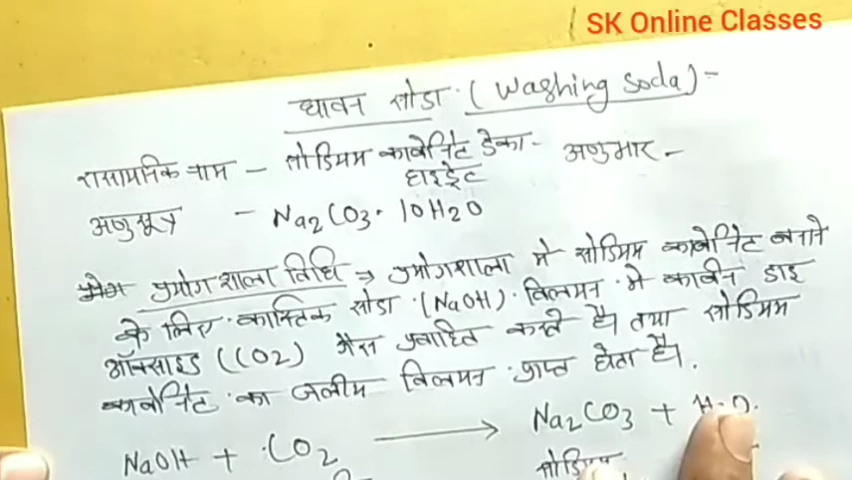 SK Online Classes
धावन सोडा (Washing Soda) -
रासायनिक नाम - सोडियम कार्बोनेट डेका- अणुभार -
हाइड्रेट
अणुसूत्र - Na2CO3. 10H2O
प्रयोगशाला विधि → प्रयोगशाला मे सोडियम कार्बोनेट बनाने
के लिए कास्टिक सोडा (NaOH) विलयन मे कार्बन डाइ
ऑक्साइड (CO2) गैस प्रवाहित करते है। तथा सोडियम
कार्बोनेट का जलीय विलयन प्राप्त होता है।
NaOH + CO2 → Na2CO3 +
सोडियम